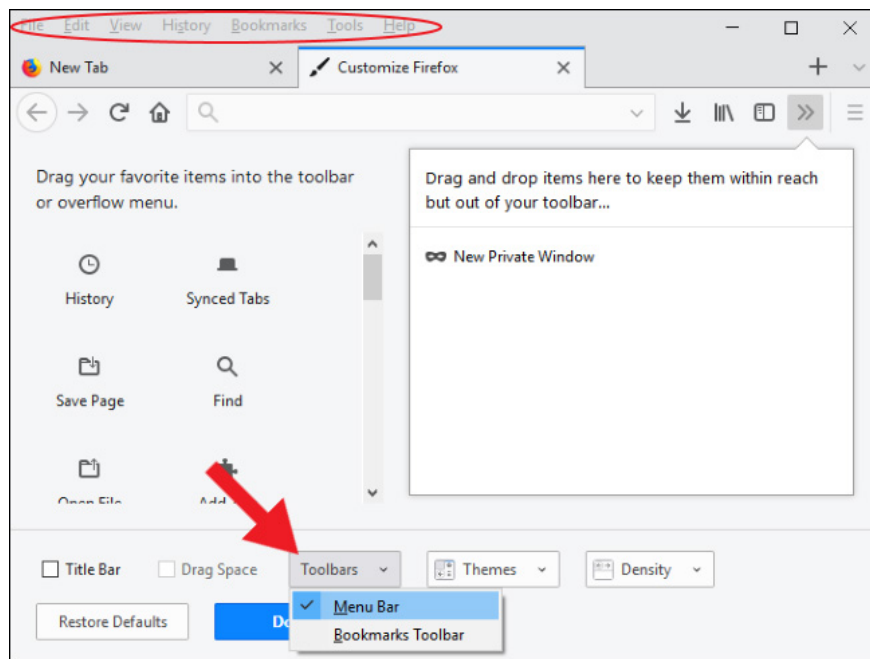 File Edit View History Bookmarks Tools Help
New Tab
Customize Firefox
Drag your favorite items into the toolbar
or overflow menu.
History
Synced Tabs
Save Page
Find
Open File
Drag and drop items here to keep them within reach
but out of your toolbar...
New Private Window
Title Bar
Drag Space
Toolbars
Themes
Density
Restore Defaults
Menu Bar
Bookmarks Toolbar